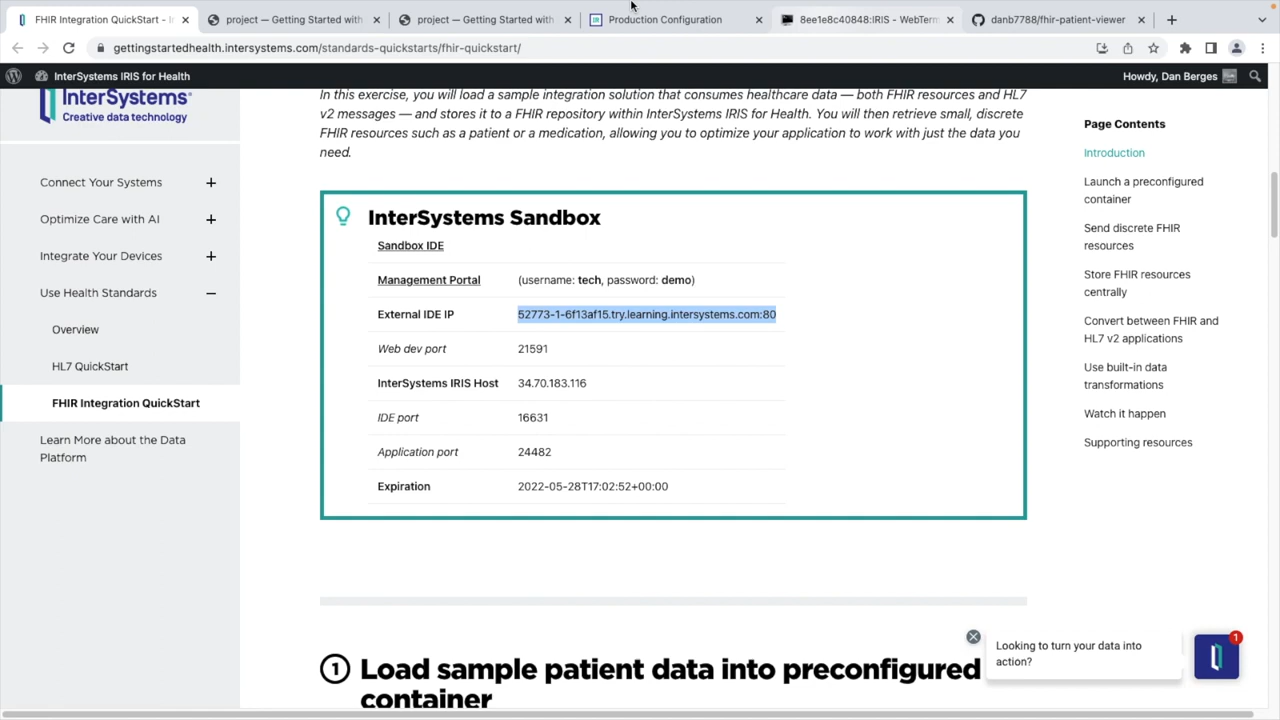 FHIR Integration QuickStart - I
project — Getting Started with
project — Getting Started with
Production Configuration
8ee1e8c40848:IRIS - WebTerm
danb7788/fhir-patient-viewer
gettingstartedhealth.intersystems.com/standards-quickstarts/fhir-quickstart/
InterSystems IRIS for Health
Howdy, Dan Berges
InterSystems®
Creative data technology
Connect Your Systems
Optimize Care with AI
Integrate Your Devices
Use Health Standards
Overview
HL7 QuickStart
FHIR Integration QuickStart
Learn More about the Data
Platform
In this exercise, you will load a sample integration solution that consumes healthcare data — both FHIR resources and HL7
v2 messages — and stores it to a FHIR repository within InterSystems IRIS for Health. You will then retrieve small, discrete
FHIR resources such as a patient or a medication, allowing you to optimize your application to work with just the data you
need.
InterSystems Sandbox
Sandbox IDE
Management Portal (username: tech, password: demo)
External IDE IP 52773-1-6f13af15.try.learning.intersystems.com:80
Web dev port 21591
InterSystems IRIS Host 34.70.183.116
IDE port 16631
Application port 24482
Expiration 2022-05-28T17:02:52+00:00
1 Load sample patient data into preconfigured
container
Page Contents
Introduction
Launch a preconfigured
container
Send discrete FHIR
resources
Store FHIR resources
centrally
Convert between FHIR and
HL7 v2 applications
Use built-in data
transformations
Watch it happen
Supporting resources
Looking to turn your data into
action?
1